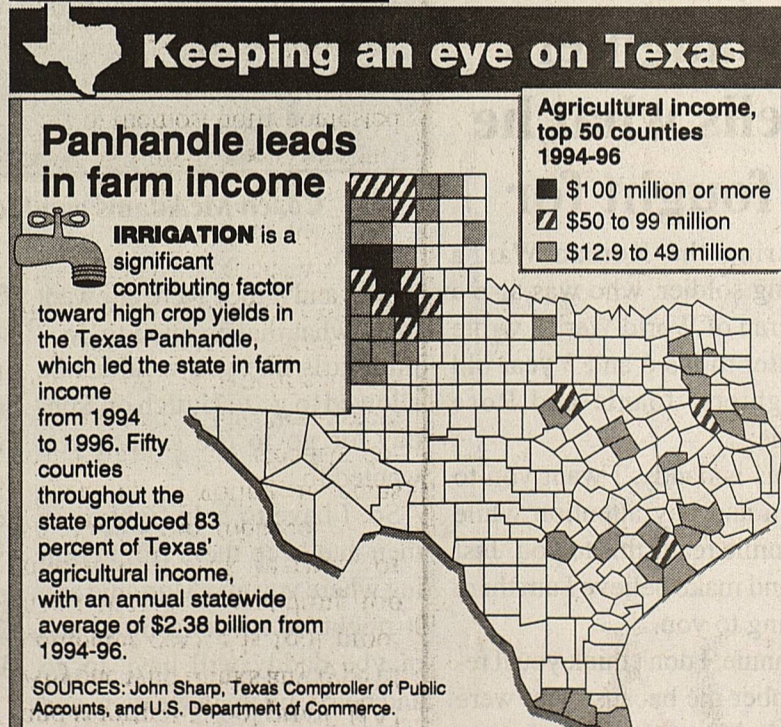 Keeping an eye on Texas
Panhandle leads
in farm income
IRRIGATION is a
significant
contributing factor
toward high crop yields in
the Texas Panhandle,
which led the state in farm
income
from 1994
to 1996. Fifty
counties
throughout the
state produced 83
percent of Texas'
agricultural income,
with an annual statewide
average of $2.38 billion from
1994-96.
SOURCES: John Sharp, Texas Comptroller of Public
Accounts, and U.S. Department of Commerce.
Agricultural income,
top 50 counties
1994-96
$100 million or more
$50 to 99 million
$12.9 to 49 million